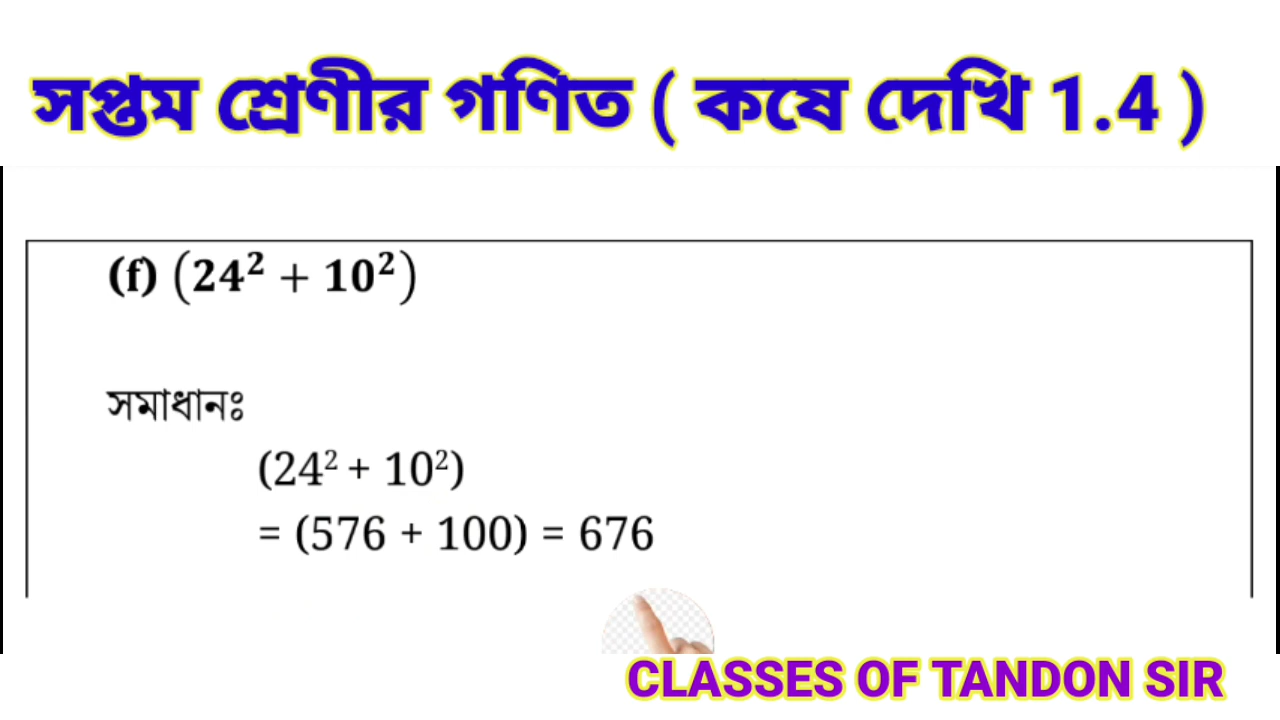 সপ্তম শ্রেণীর গণিত ( কষে দেখি 1.4 )
(f) (24² + 10²)
সমাধানঃ
(24² + 10²)
= (576 + 100) = 676
CLASSES OF TANDON SIR